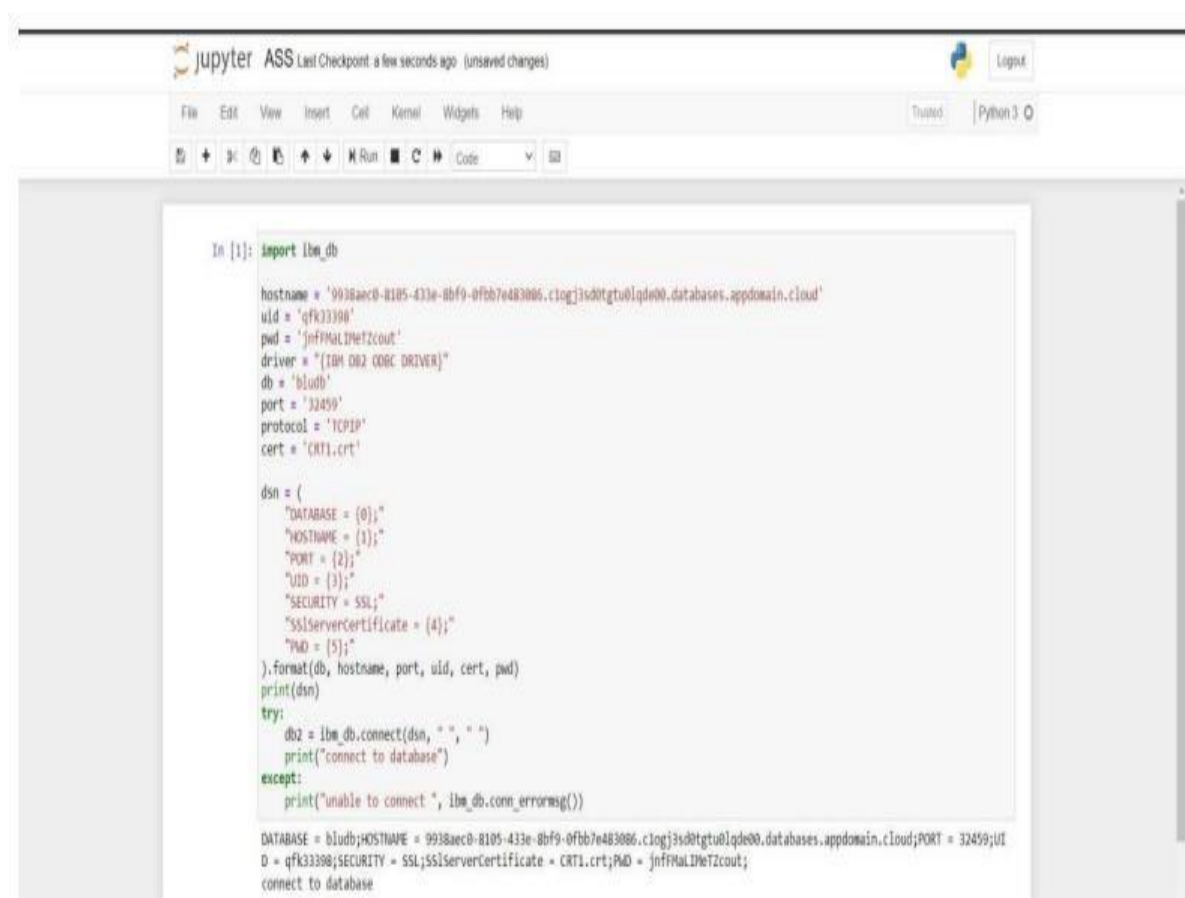 jupyter ASS Last Checkpoint: a few seconds ago (unsaved changes)
Logout
File Edit View Insert Cell Kernel Widgets Help
Trusted Python 3
Run Code
In [1]: import ibm_db
hostname = '9938aec0-8105-433e-8bf9-0fbb7e483086.c1ogj3sd0tgtu0lqde00.databases.appdomain.cloud'
uid = 'qfk33398'
pwd = 'jnfFMaLIMeTZcout'
driver = "{IBM DB2 ODBC DRIVER}"
db = 'bludb'
port = '32459'
protocol = 'TCPIP'
cert = 'CRT1.crt'
dsn = (
"DATABASE = {0};"
"HOSTNAME = {1};"
"PORT = {2};"
"UID = {3};"
"SECURITY = SSL;"
"SSlServerCertificate = {4};"
"PWD = {5};"
).format(db, hostname, port, uid, cert, pwd)
print(dsn)
try:
db2 = ibm_db.connect(dsn, " ", " ")
print("connect to database")
except:
print("unable to connect ", ibm_db.conn_errormsg())
DATABASE = bludb;HOSTNAME = 9938aec0-8105-433e-8bf9-0fbb7e483086.c1ogj3sd0tgtu0lqde00.databases.appdomain.cloud;PORT = 32459;UI
D = qfk33398;SECURITY = SSL;SSlServerCertificate = CRT1.crt;PWD = jnfFMaLIMeTZcout;
connect to database